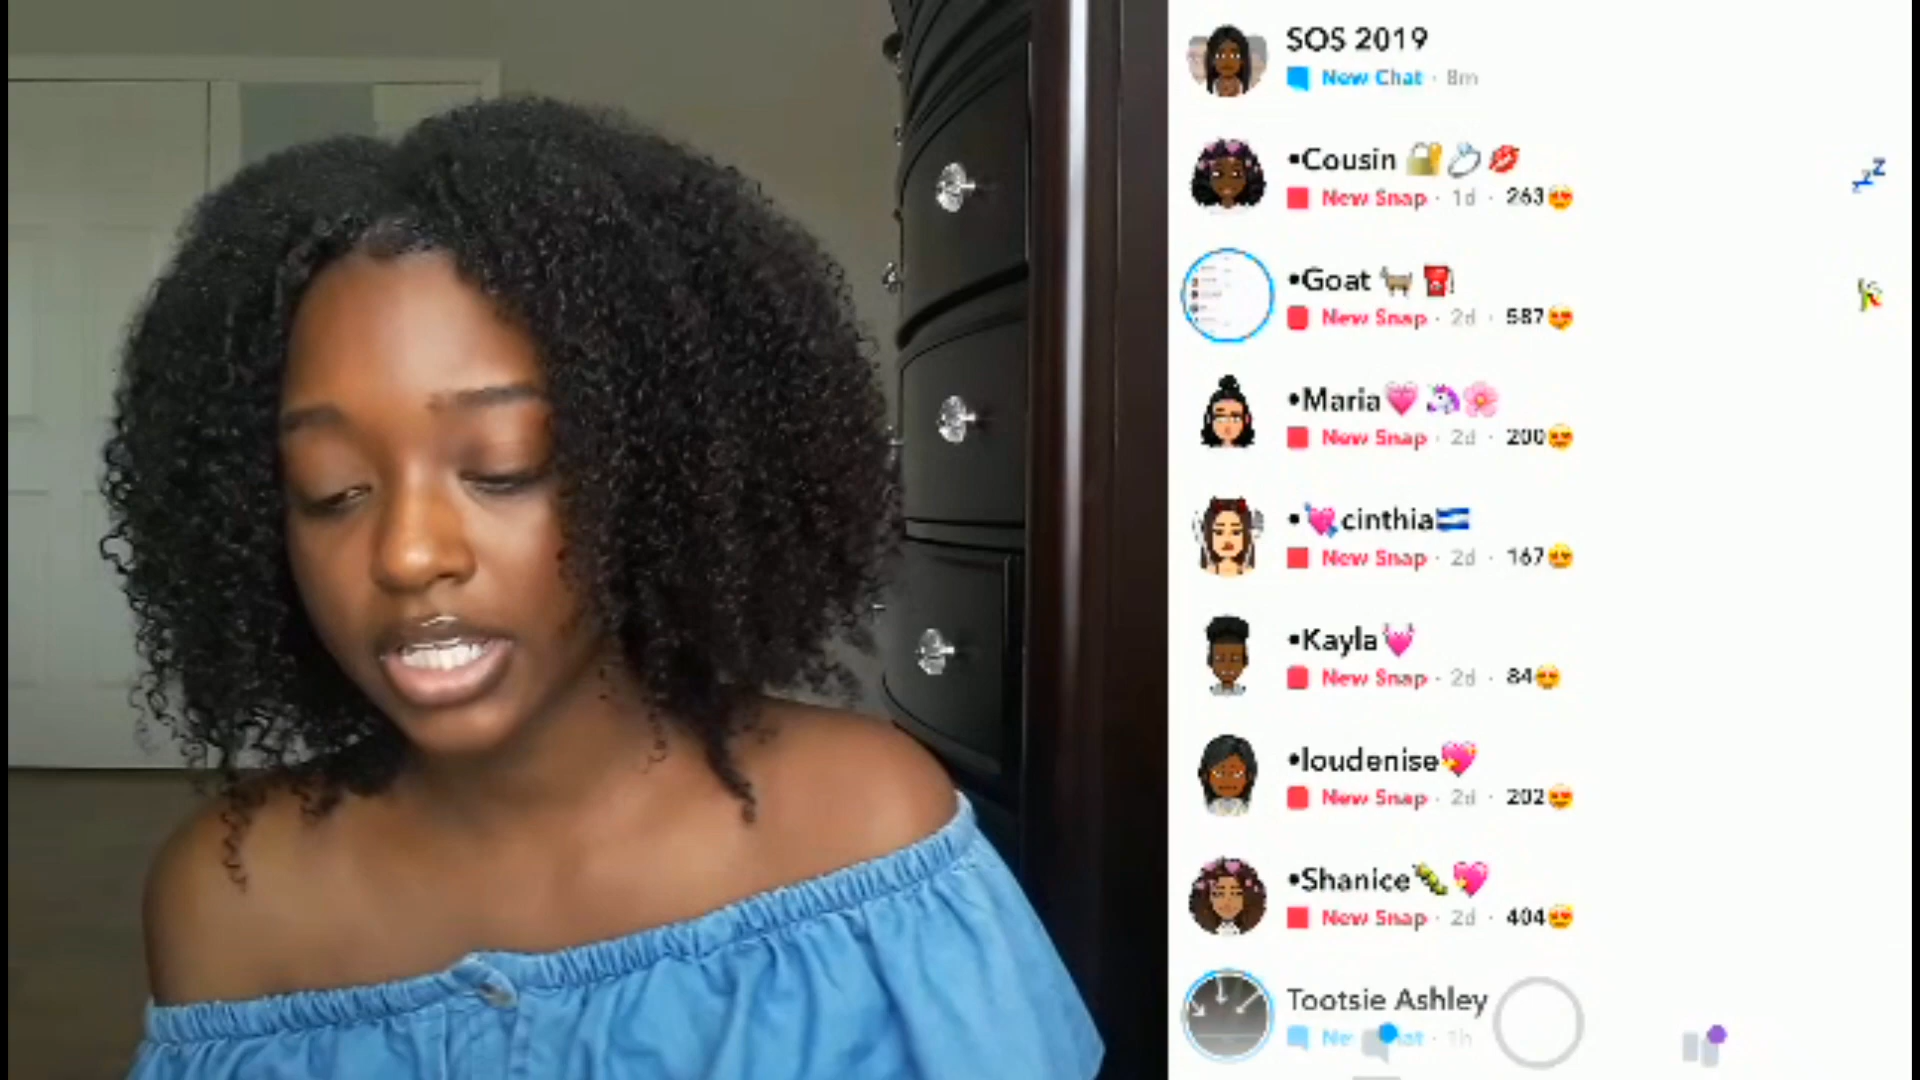 SOS 2019
New Chat · 8m
•Cousin 🔐💍💋
New Snap · 1d · 263😍
•Goat 🐐⛽
New Snap · 2d · 587😍
•Maria💗🦄🌸
New Snap · 2d · 200😍
•💘cinthia🇸🇻
New Snap · 2d · 167😍
•Kayla💓
New Snap · 2d · 84😍
•loudenise💖
New Snap · 2d · 202😍
•Shanice🐛💖
New Snap · 2d · 404😍
Tootsie Ashley
1h